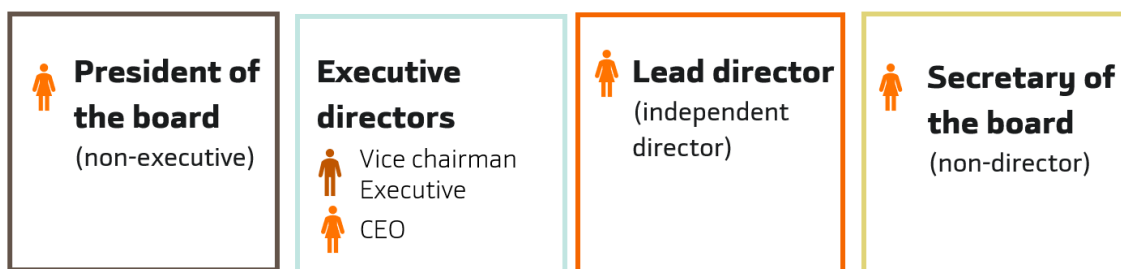 President of
the board
(non-executive)
Executive
directors
Vice chairman
Executive
CEO
Lead director
(independent
director)
Secretary of
the board
(non-director)